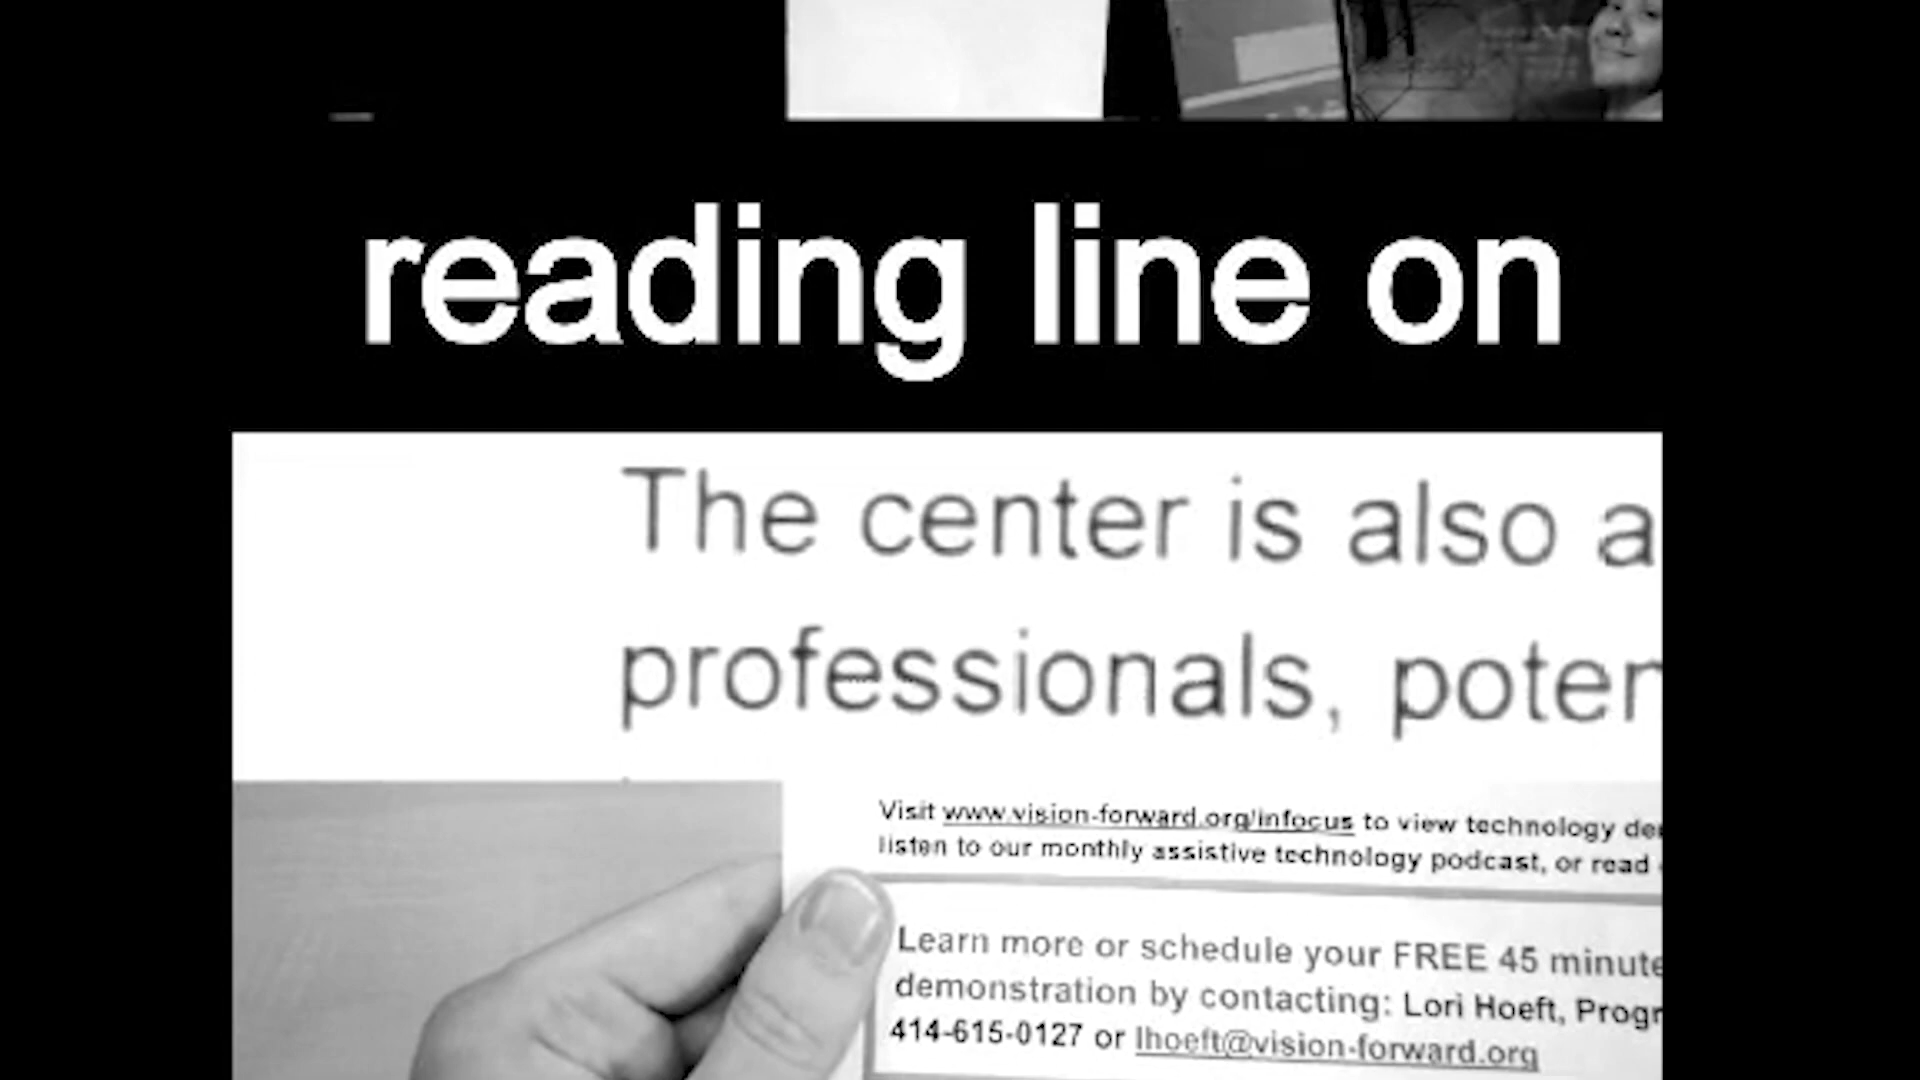 reading line on
The center is also a
professionals, poten
Visit www.vision-forward.org/infocus to view technology de
listen to our monthly assistive technology podcast, or read
Learn more or schedule your FREE 45 minute
demonstration by contacting: Lori Hoeft, Progr
414-615-0127 or lhoeft@vision-forward.org